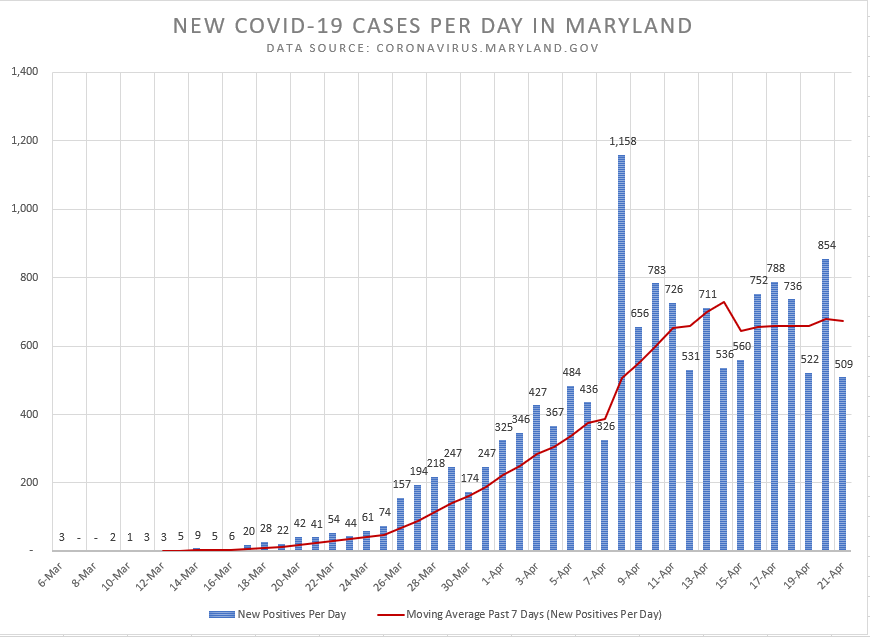 NEW COVID-19 CASES PER DAY IN MARYLAND
DATA SOURCE: CORONAVIRUS.MARYLAND.GOV
1,400
1,200
1,000
800
600
400
200
-
3 - - 2 1 3 3 5 9 5 6 20 28 22 42 41 54 44 61 74 157 194 218 247 174 247 325 346 427 367 484 436 326 1,158 656 783 726 531 711 536 560 752 788 736 522 854 509
6-Mar 8-Mar 10-Mar 12-Mar 14-Mar 16-Mar 18-Mar 20-Mar 22-Mar 24-Mar 26-Mar 28-Mar 30-Mar 1-Apr 3-Apr 5-Apr 7-Apr 9-Apr 11-Apr 13-Apr 15-Apr 17-Apr 19-Apr 21-Apr
New Positives Per Day Moving Average Past 7 Days (New Positives Per Day)